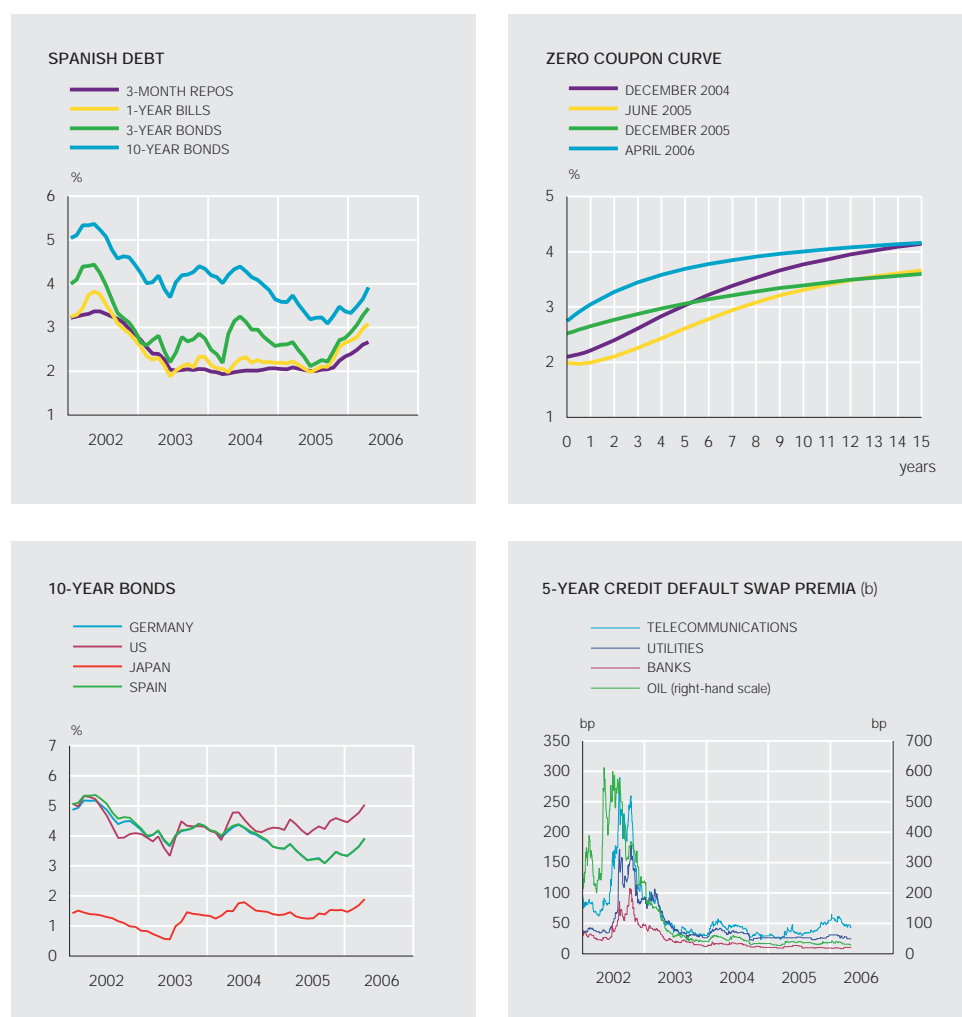 SPANISH DEBT
3-MONTH REPOS
1-YEAR BILLS
3-YEAR BONDS
10-YEAR BONDS
%
6
5
4
3
2
1
2002 2003 2004 2005 2006
ZERO COUPON CURVE
DECEMBER 2004
JUNE 2005
DECEMBER 2005
APRIL 2006
%
5
4
3
2
1
0 1 2 3 4 5 6 7 8 9 10 11 12 13 14 15
years
10-YEAR BONDS
GERMANY
US
JAPAN
SPAIN
%
7
6
5
4
3
2
1
0
2002 2003 2004 2005 2006
5-YEAR CREDIT DEFAULT SWAP PREMIA (b)
TELECOMMUNICATIONS
UTILITIES
BANKS
OIL (right-hand scale)
bp bp
350 700
300 600
250 500
200 400
150 300
100 200
50 100
0 0
2002 2003 2004 2005 2006